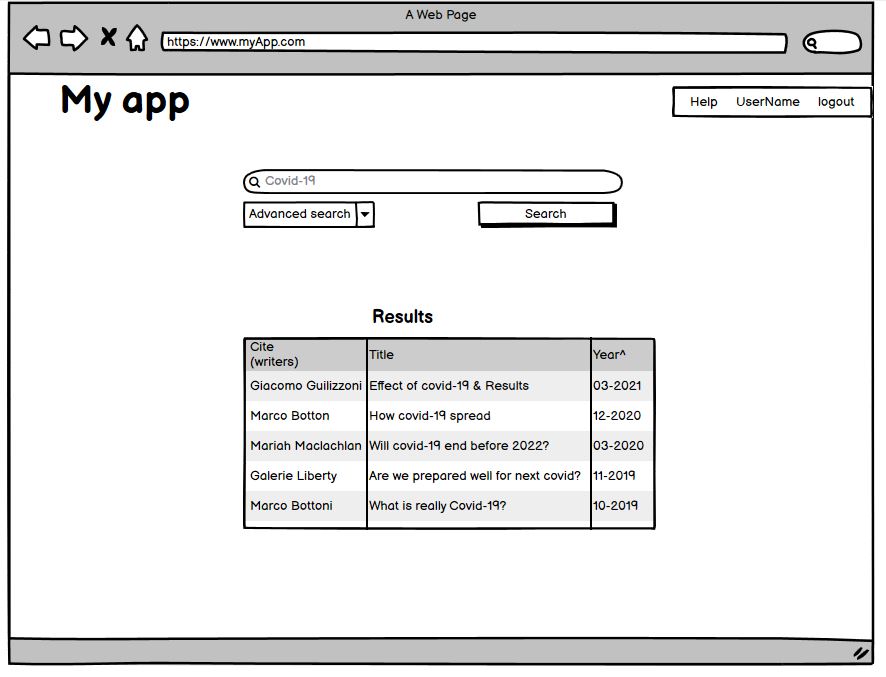 A Web Page
https://www.myApp.com
My app
Help UserName logout
Covid-19
Advanced search
Search
Results
Cite
(writers) Title Year^
Giacomo Guilizzoni Effect of covid-19 & Results 03-2021
Marco Botton How covid-19 spread 12-2020
Mariah Maclachlan Will covid-19 end before 2022? 03-2020
Galerie Liberty Are we prepared well for next covid? 11-2019
Marco Bottoni What is really Covid-19? 10-2019